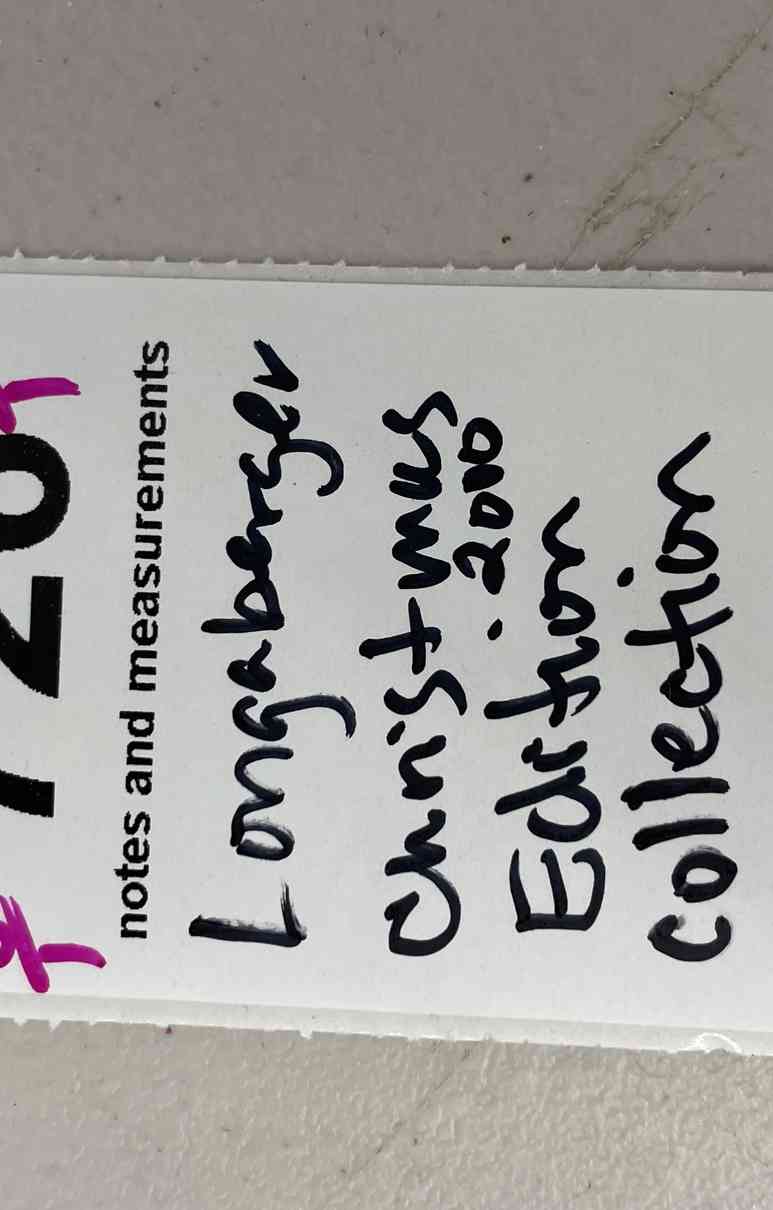 notes and measurements
Longaberger
Christmas
. 2010
Edition
Collection